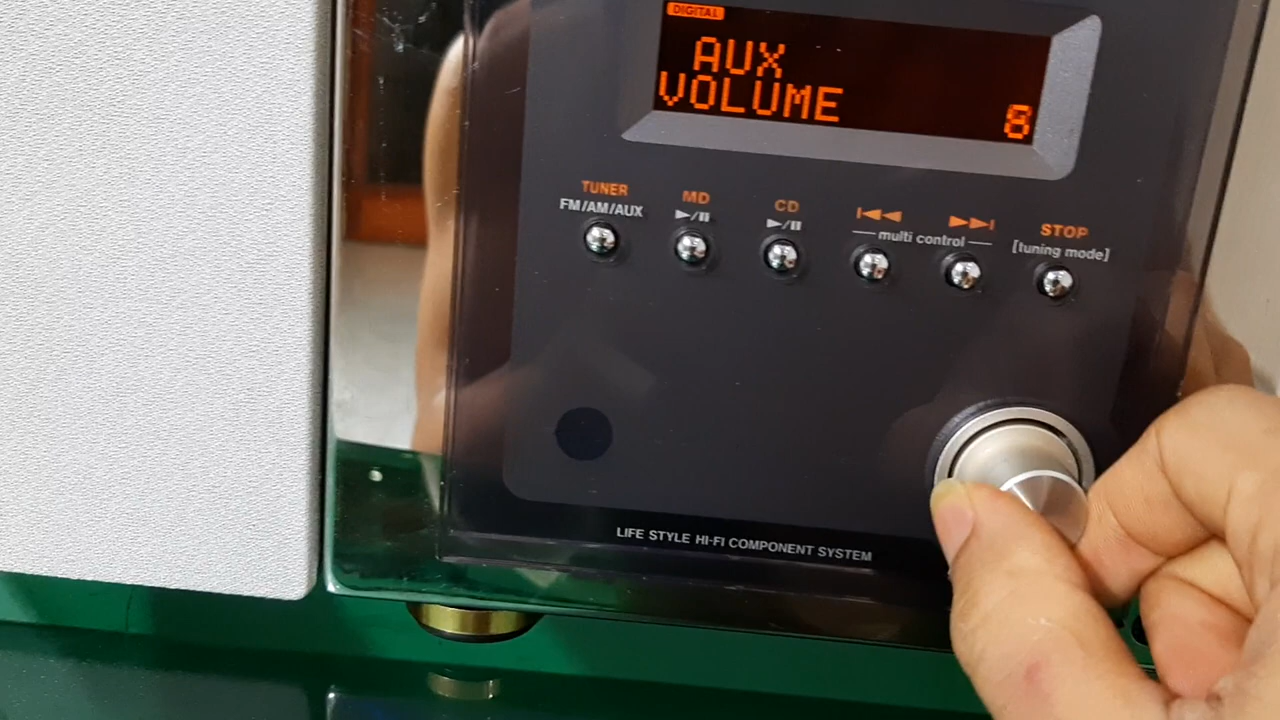 DIGITAL
AUX
VOLUME 8
TUNER
FM/AM/AUX
MD
►/II
CD
►/II
I◄◄ ►►I
multi control
STOP
[tuning mode]
LIFE STYLE HI-FI COMPONENT SYSTEM